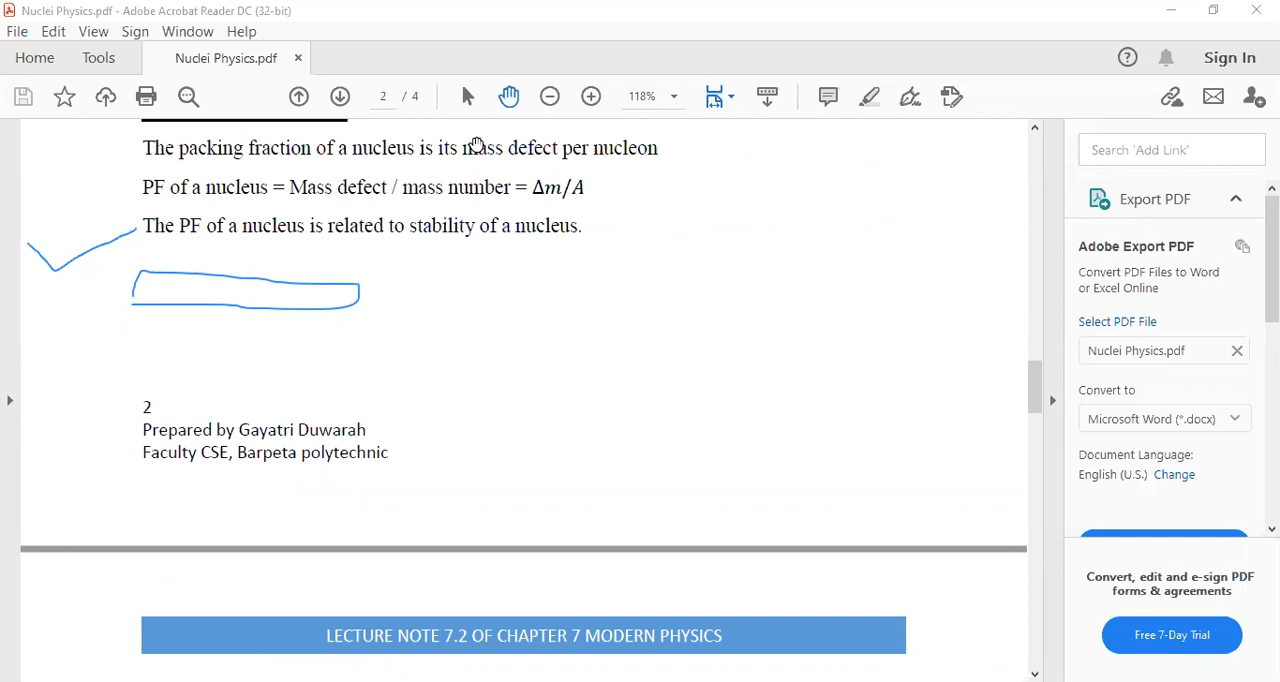 Nuclei Physics.pdf - Adobe Acrobat Reader DC (32-bit)
File Edit View Sign Window Help
Home Tools Nuclei Physics.pdf × Sign In
2 / 4 118%
The packing fraction of a nucleus is its mass defect per nucleon
PF of a nucleus = Mass defect / mass number = Δm/A
The PF of a nucleus is related to stability of a nucleus.
2
Prepared by Gayatri Duwarah
Faculty CSE, Barpeta polytechnic
LECTURE NOTE 7.2 OF CHAPTER 7 MODERN PHYSICS
Search 'Add Link'
Export PDF
Adobe Export PDF
Convert PDF Files to Word
or Excel Online
Select PDF File
Nuclei Physics.pdf
Convert to
Microsoft Word (*.docx)
Document Language:
English (U.S.) Change
Convert, edit and e-sign PDF
forms & agreements
Free 7-Day Trial